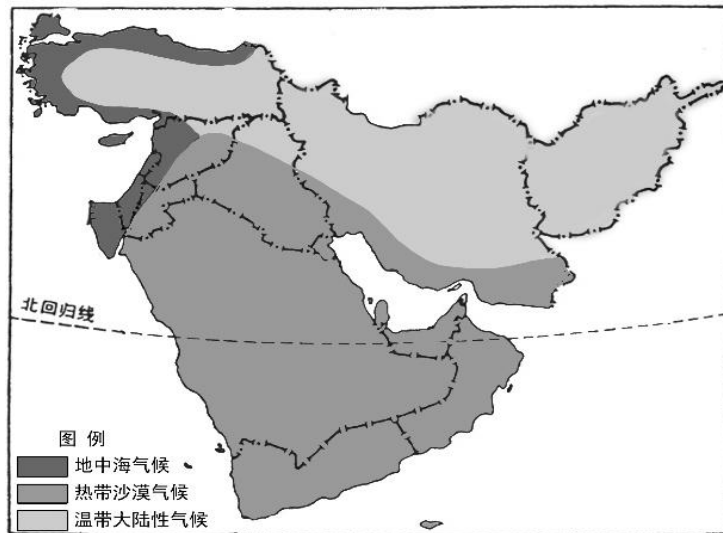 北回归线
图 例
地中海气候
热带沙漠气候
温带大陆性气候